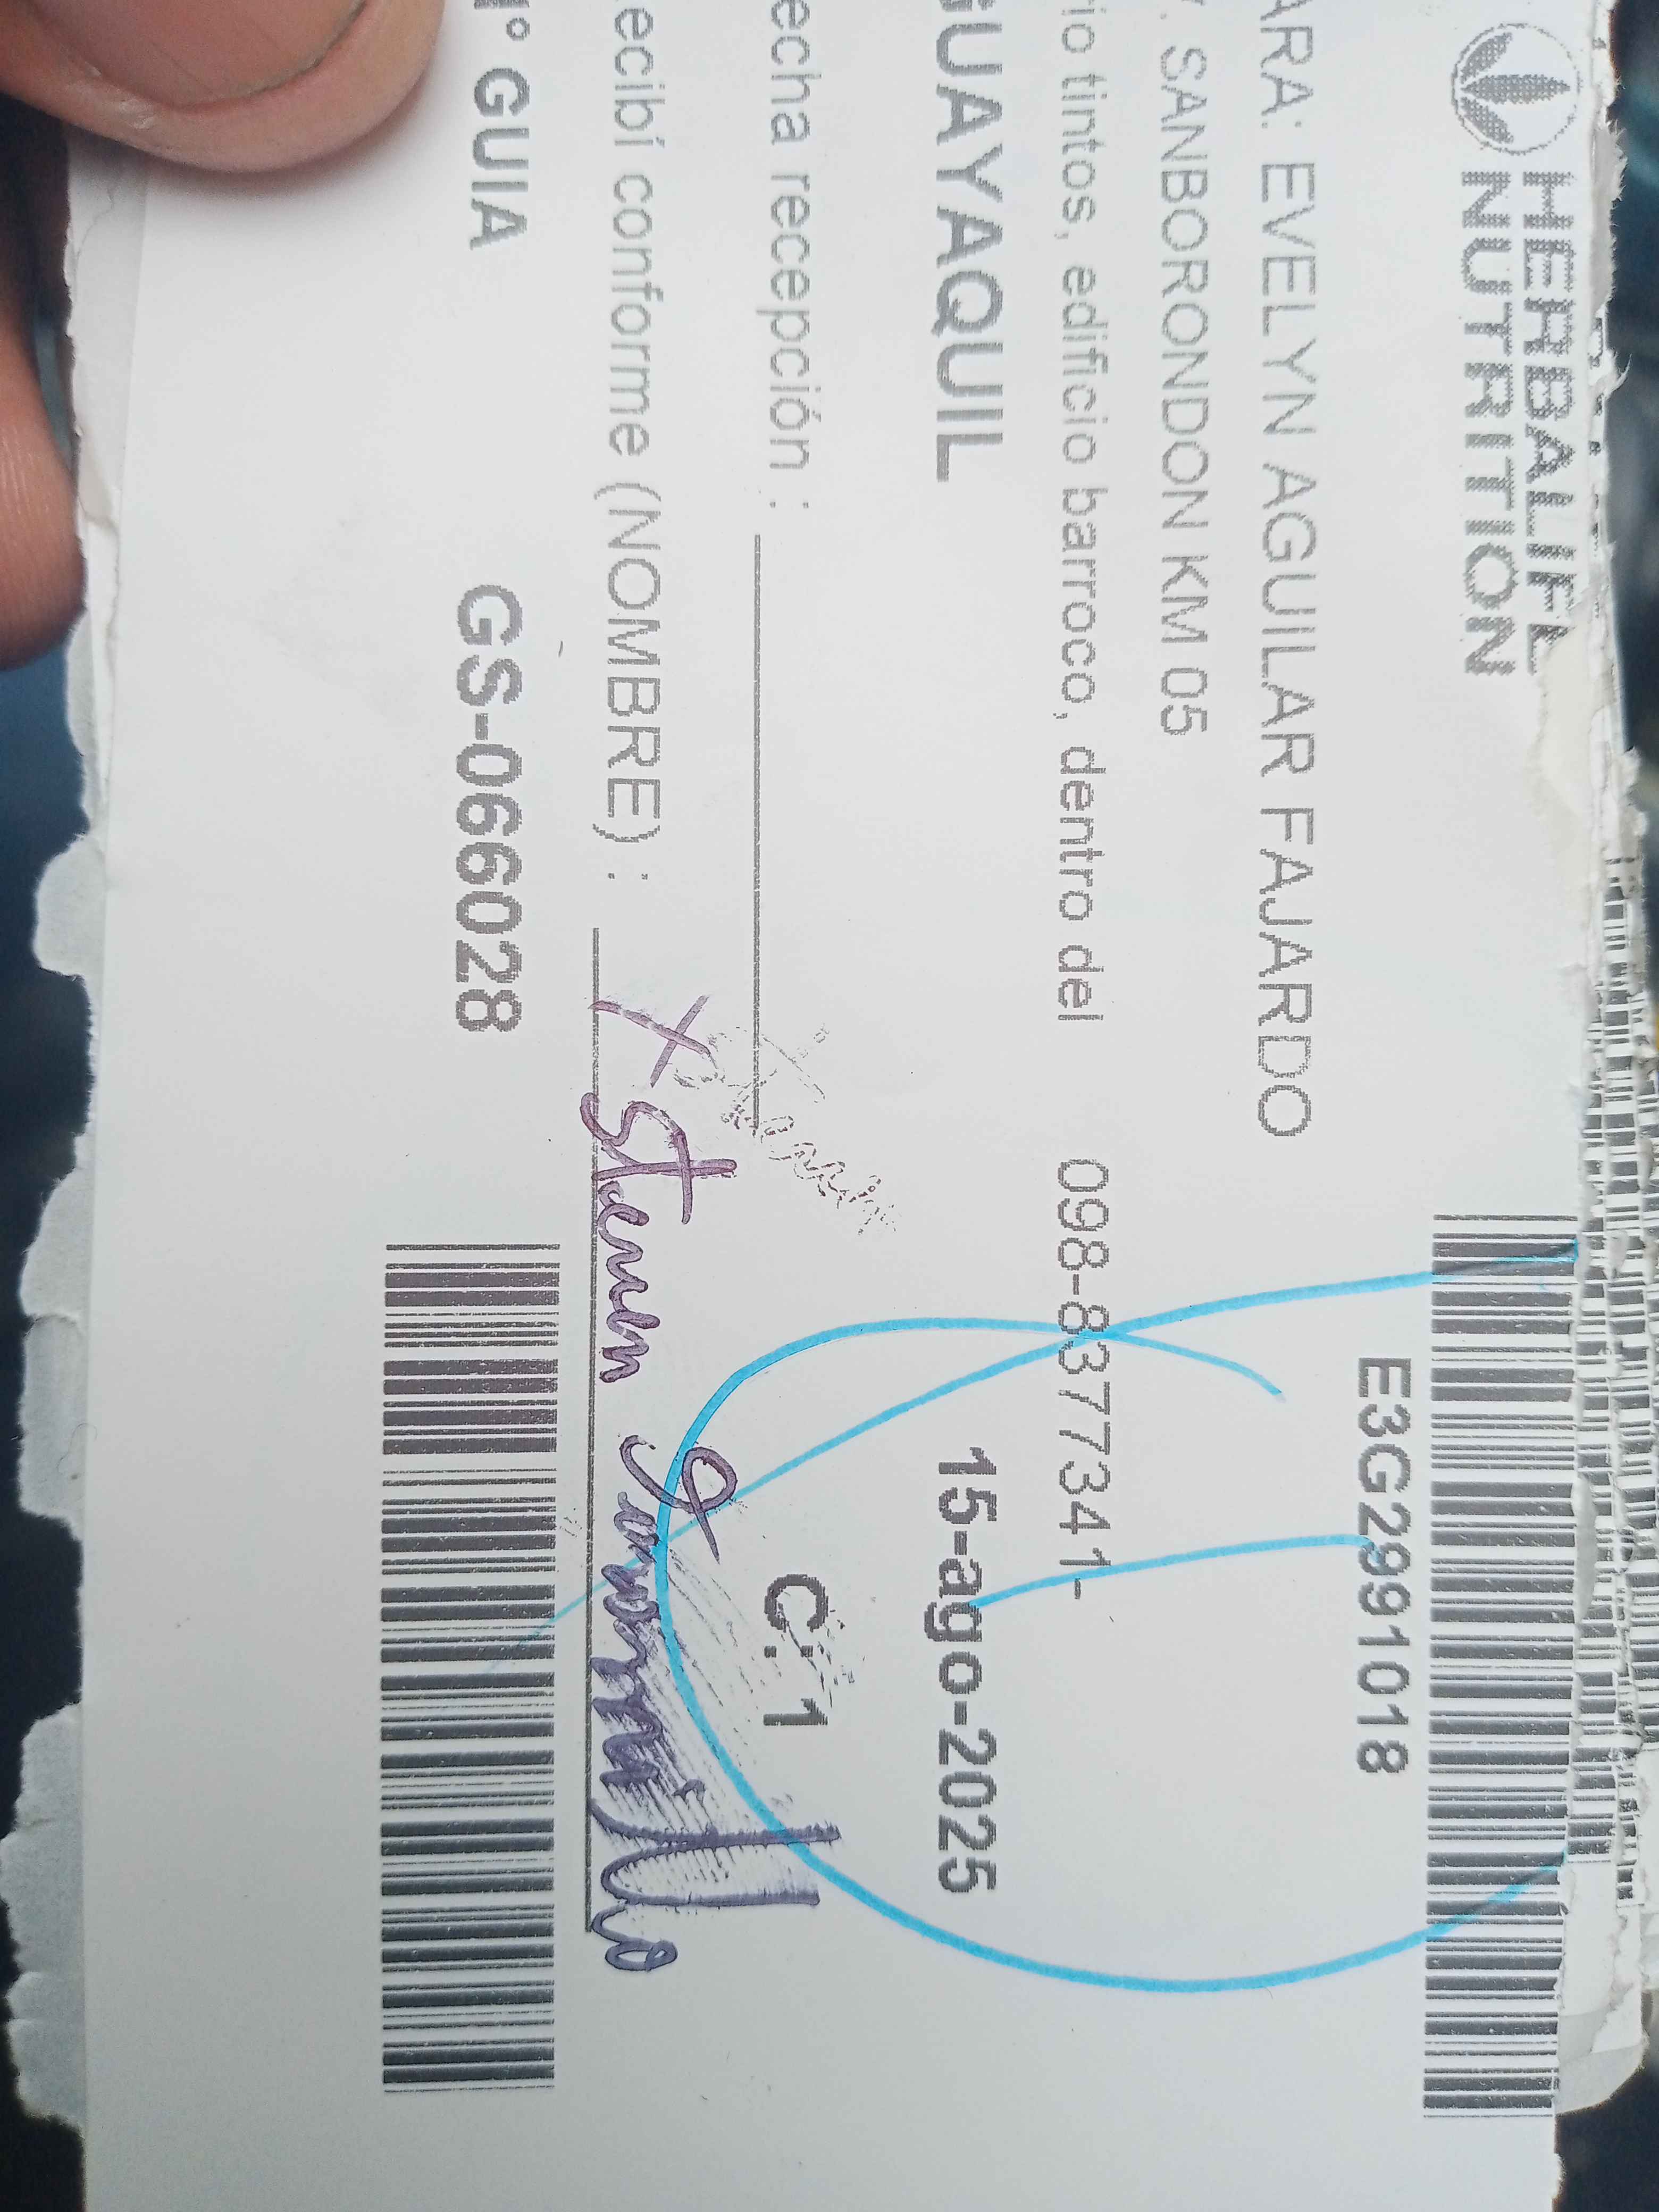 HERBALIFE
NUTRITION
E3G2991018
ARA: EVELYN AGUILAR FAJARDO
. SANBORONDON KM 05
io tintos, edificio barroco, dentro del 098-8377341-
GUAYAQUIL 15-ago-2025
echa recepción : C: 1
ecibí conforme (NOMBRE) : x
N° GUIA GS-066028